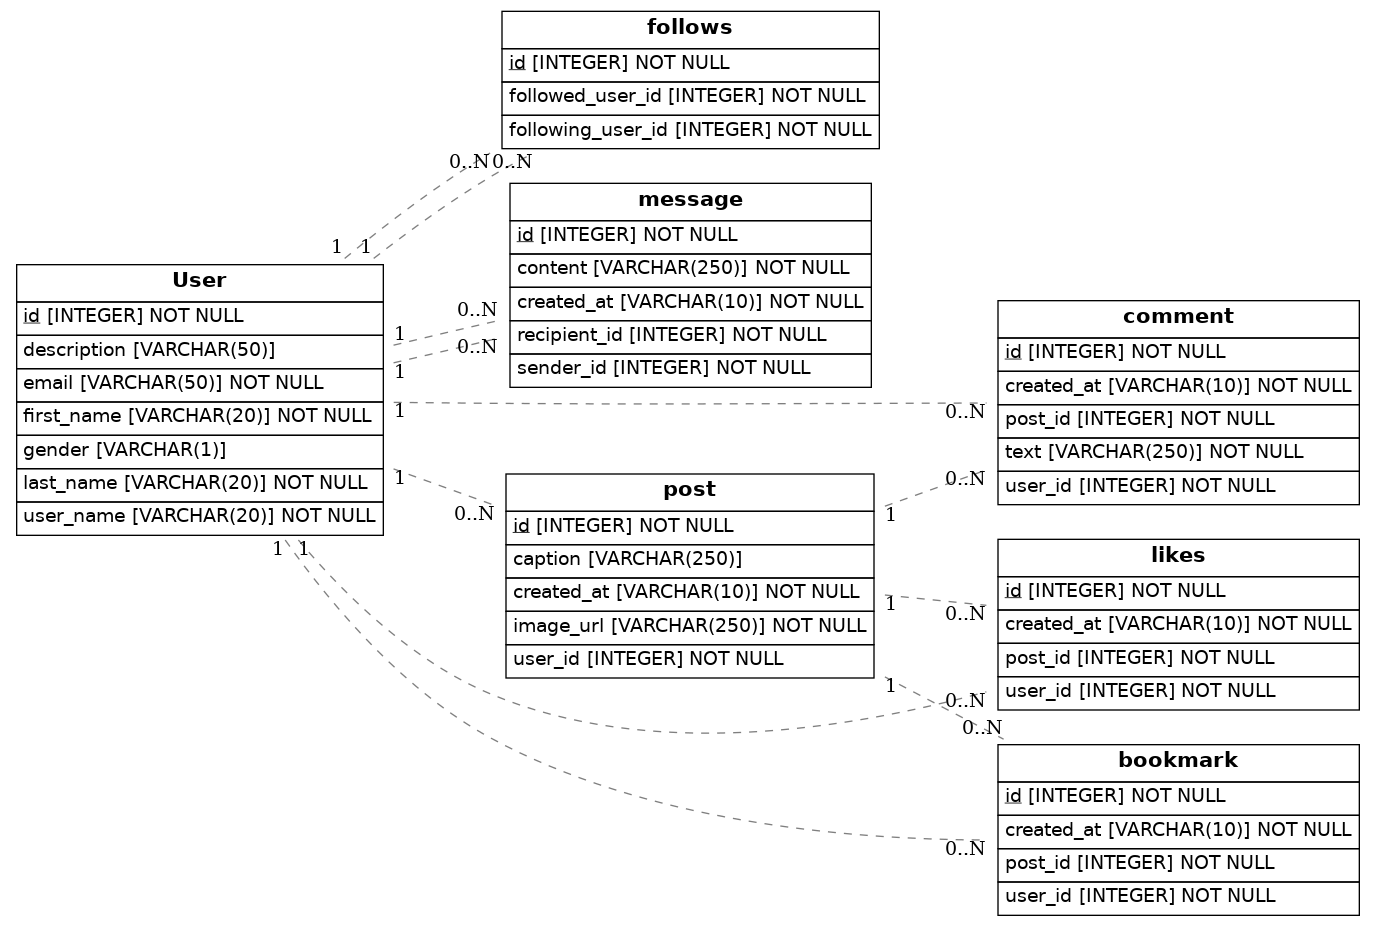 follows
id [INTEGER] NOT NULL
followed_user_id [INTEGER] NOT NULL
following_user_id [INTEGER] NOT NULL
0..N
0..N
1
1
message
id [INTEGER] NOT NULL
content [VARCHAR(250)] NOT NULL
created_at [VARCHAR(10)] NOT NULL
recipient_id [INTEGER] NOT NULL
sender_id [INTEGER] NOT NULL
User
id [INTEGER] NOT NULL
description [VARCHAR(50)]
email [VARCHAR(50)] NOT NULL
first_name [VARCHAR(20)] NOT NULL
gender [VARCHAR(1)]
last_name [VARCHAR(20)] NOT NULL
user_name [VARCHAR(20)] NOT NULL
0..N
1
0..N
1
1
0..N
1
0..N
1
1
comment
id [INTEGER] NOT NULL
created_at [VARCHAR(10)] NOT NULL
post_id [INTEGER] NOT NULL
text [VARCHAR(250)] NOT NULL
user_id [INTEGER] NOT NULL
post
id [INTEGER] NOT NULL
caption [VARCHAR(250)]
created_at [VARCHAR(10)] NOT NULL
image_url [VARCHAR(250)] NOT NULL
user_id [INTEGER] NOT NULL
0..N
1
1
0..N
1
0..N
0..N
0..N
likes
id [INTEGER] NOT NULL
created_at [VARCHAR(10)] NOT NULL
post_id [INTEGER] NOT NULL
user_id [INTEGER] NOT NULL
bookmark
id [INTEGER] NOT NULL
created_at [VARCHAR(10)] NOT NULL
post_id [INTEGER] NOT NULL
user_id [INTEGER] NOT NULL